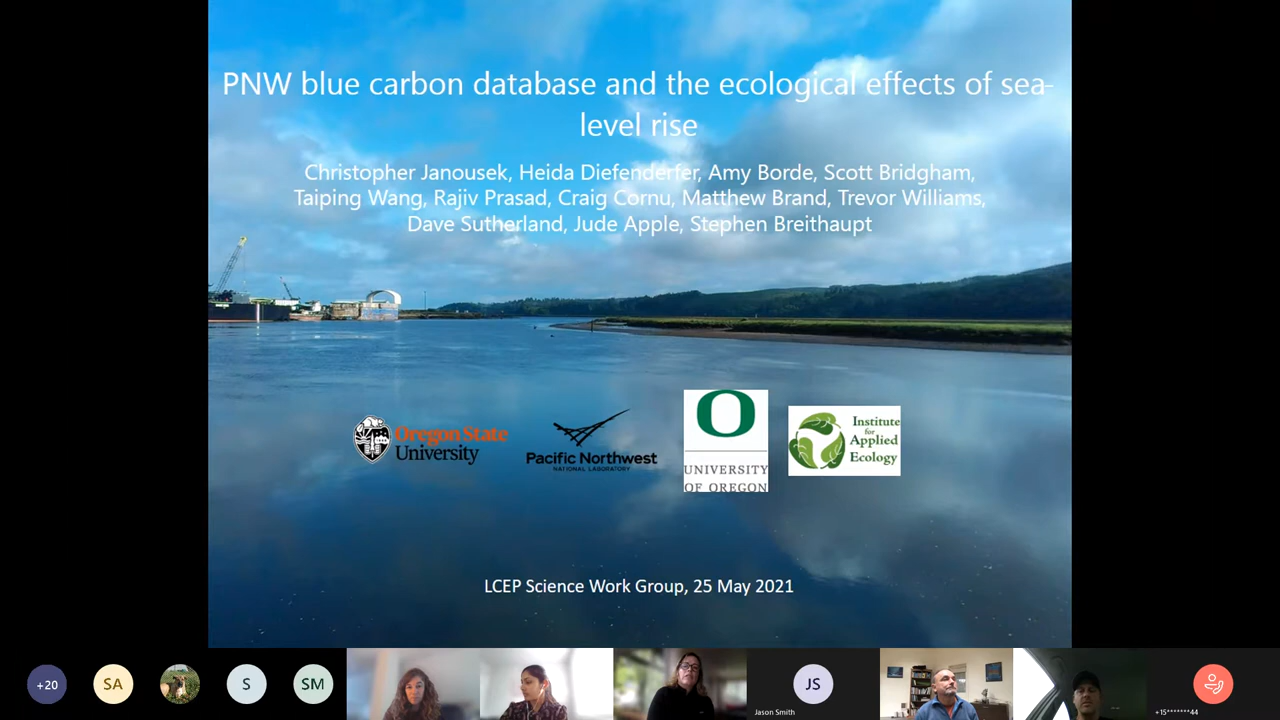 PNW blue carbon database and the ecological effects of sea-
level rise
Christopher Janousek, Heida Diefenderfer, Amy Borde, Scott Bridgham,
Taiping Wang, Rajiv Prasad, Craig Cornu, Matthew Brand, Trevor Williams,
Dave Sutherland, Jude Apple, Stephen Breithaupt
Oregon State
University
Pacific Northwest
NATIONAL LABORATORY
O
UNIVERSITY
OF OREGON
Institute
for
Applied
Ecology
LCEP Science Work Group, 25 May 2021
+20
SA
S
SM
JS
Jason Smith
+15*******44